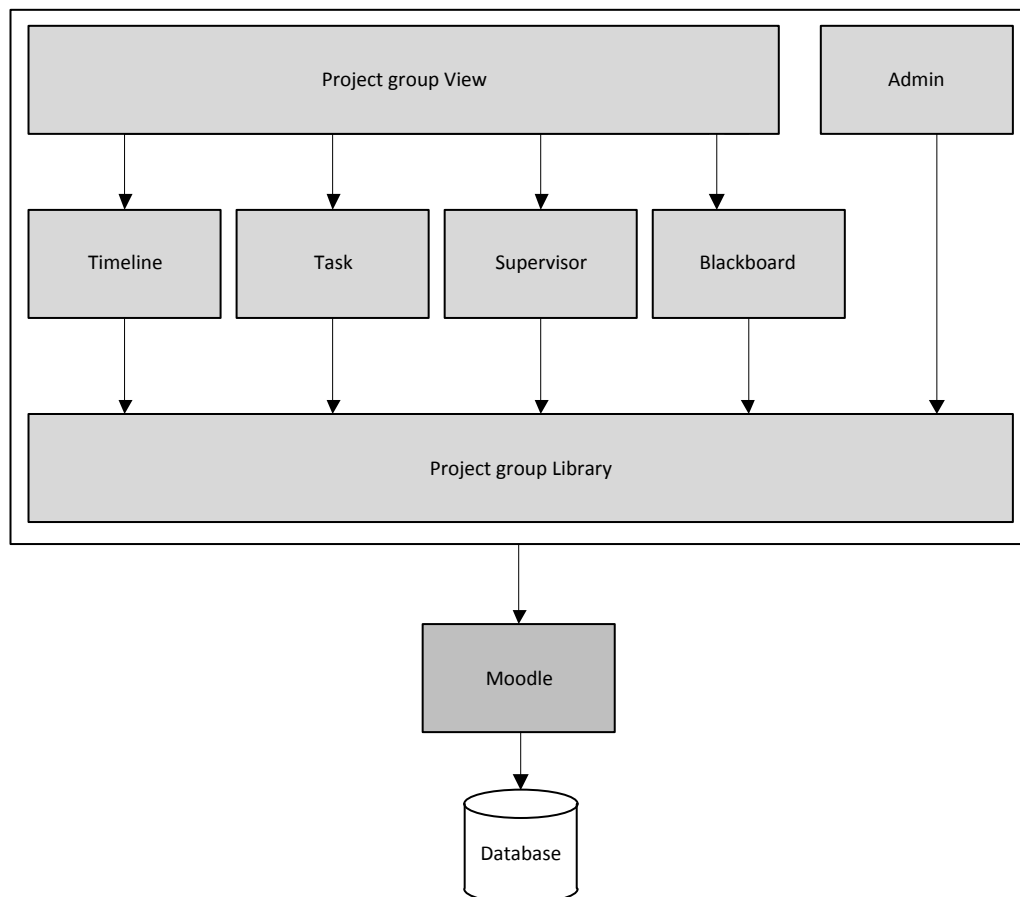 Project group View
Admin
Timeline
Task
Supervisor
Blackboard
Project group Library
Moodle
Database